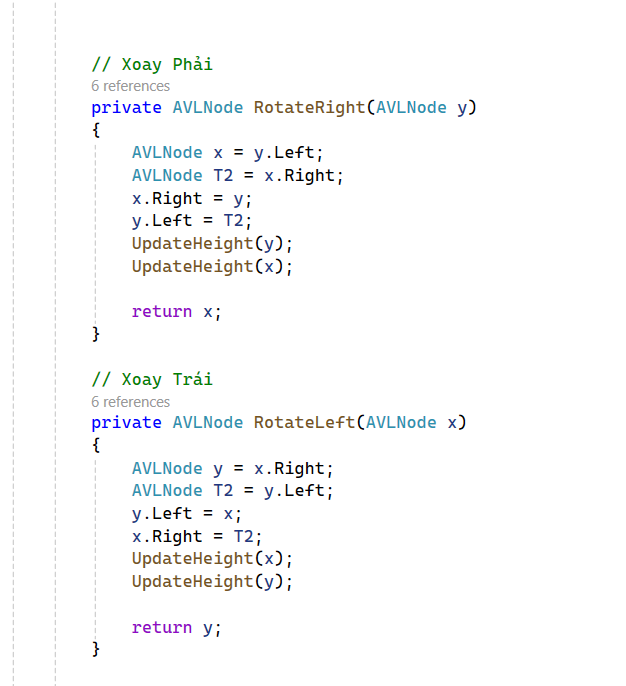 // Xoay Phải
6 references
private AVLNode RotateRight(AVLNode y)
{
AVLNode x = y.Left;
AVLNode T2 = x.Right;
x.Right = y;
y.Left = T2;
UpdateHeight(y);
UpdateHeight(x);
return x;
}
// Xoay Trái
6 references
private AVLNode RotateLeft(AVLNode x)
{
AVLNode y = x.Right;
AVLNode T2 = y.Left;
y.Left = x;
x.Right = T2;
UpdateHeight(x);
UpdateHeight(y);
return y;
}